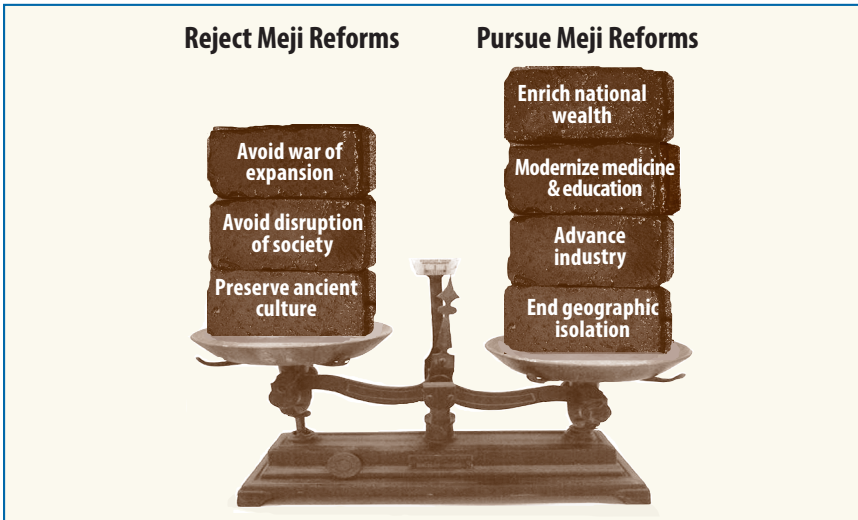 Reject Meji Reforms
Avoid war of
expansion
Avoid disruption
of society
Preserve ancient
culture
Pursue Meji Reforms
Enrich national
wealth
Modernize medicine
& education
Advance
industry
End geographic
isolation